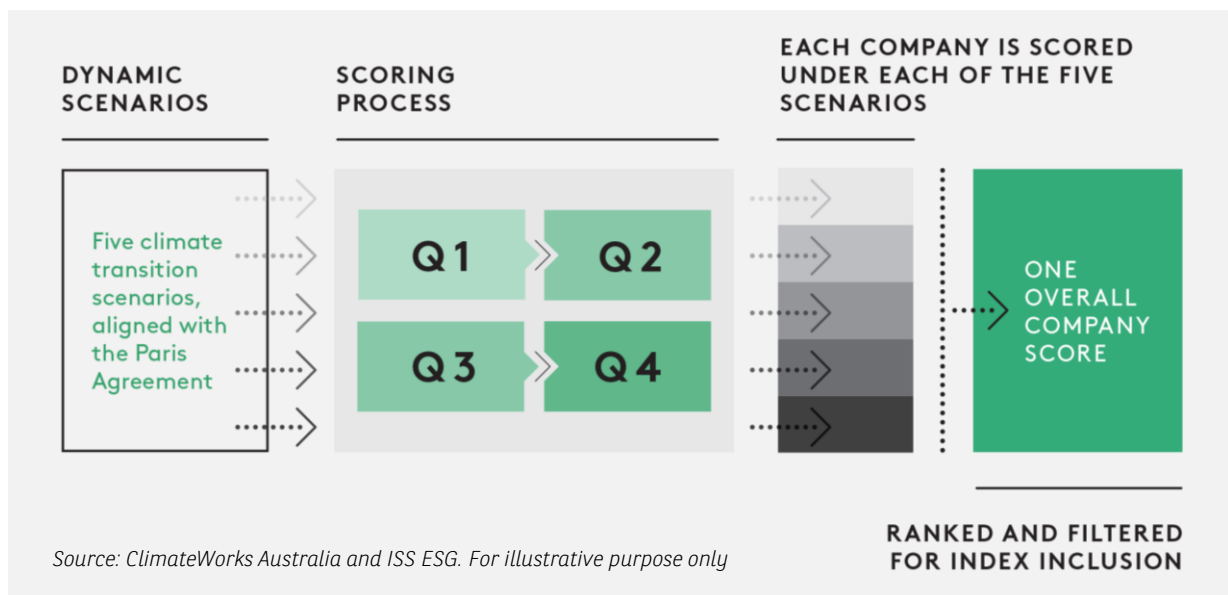 DYNAMIC
SCENARIOS
SCORING
PROCESS
EACH COMPANY IS SCORED
UNDER EACH OF THE FIVE
SCENARIOS
Five climate
transition
scenarios,
aligned with
the Paris
Agreement
Q1
Q2
Q3
Q4
ONE
OVERALL
COMPANY
SCORE
RANKED AND FILTERED
FOR INDEX INCLUSION
Source: ClimateWorks Australia and ISS ESG. For illustrative purpose only